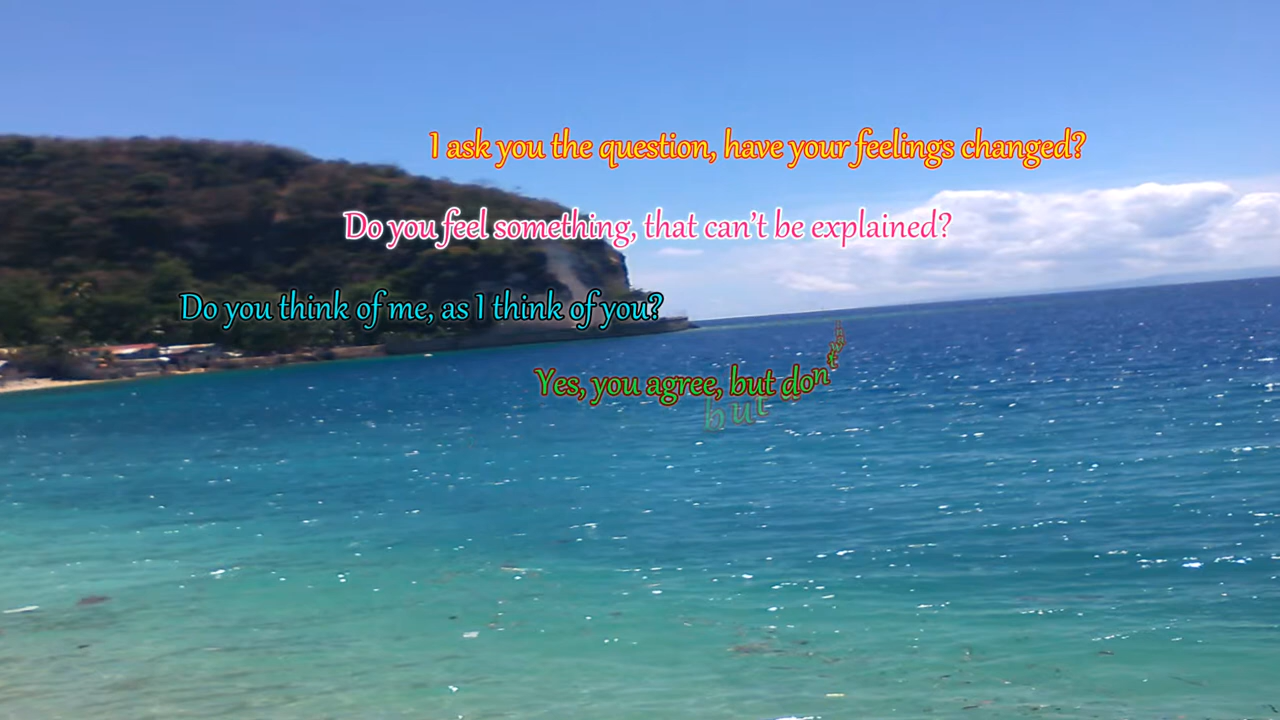 I ask you the question, have your feelings changed?
Do you feel something, that can't be explained?
Do you think of me, as I think of you?
Yes, you agree, but don't
but